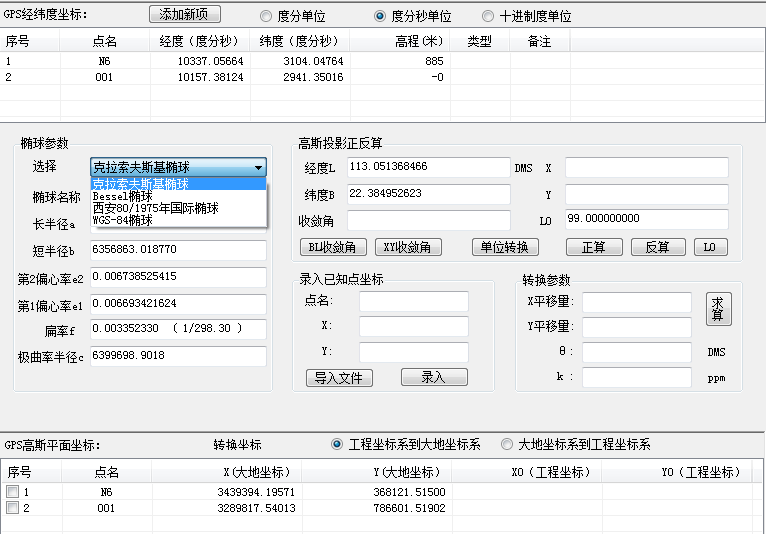 GPS经纬度坐标: 添加新项 度分单位 度分秒单位 十进制度单位
序号 点名 经度（度分秒） 纬度（度分秒） 高程(米) 类型 备注
1 N6 10337.05664 3104.04764 885
2 001 10157.38124 2941.35016 -0
椭球参数
选择 克拉索夫斯基椭球
克拉索夫斯基椭球
Bessel椭球
西安80/1975年国际椭球
WGS-84椭球
椭球名称
长半径a
短半径b 6356863.018770
第2偏心率e2 0.006738525415
第1偏心率e1 0.006693421624
扁率f 0.003352330 （ 1/298.30 ）
极曲率半径c 6399698.9018
高斯投影正反算
经度L 113.051368466 DMS X
纬度B 22.384952623 Y
收敛角 L0 99.000000000
BL收敛角 XY收敛角 单位转换 正算 反算 L0
录入已知点坐标
点名:
X:
Y:
导入文件 录入
转换参数
X平移量: 求算
Y平移量:
θ: DMS
k : ppm
GPS高斯平面坐标: 转换坐标 工程坐标系到大地坐标系 大地坐标系到工程坐标系
序号 点名 X(大地坐标) Y(大地坐标) XO（工程坐标） YO（工程坐标）
1 N6 3439394.19571 368121.51500
2 001 3289817.54013 786601.51902